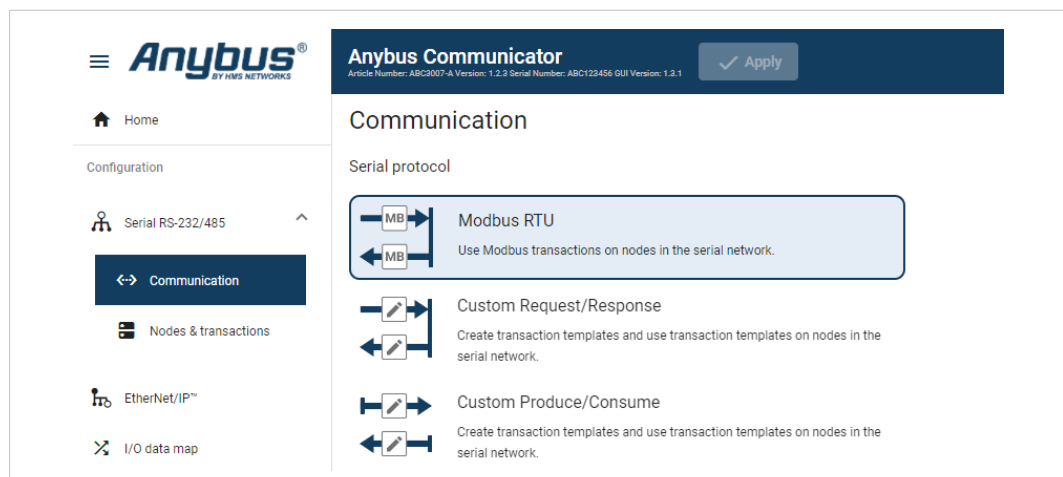 Anybus®
BY HMS NETWORKS
Home
Configuration
Serial RS-232/485
Communication
Nodes & transactions
EtherNet/IP™
I/O data map
Anybus Communicator
Article Number: ABC3007-A Version: 1.2.3 Serial Number: ABC123456 GUI Version: 1.3.1
Apply
Communication
Serial protocol
MB
MB
Modbus RTU
Use Modbus transactions on nodes in the serial network.
Custom Request/Response
Create transaction templates and use transaction templates on nodes in the
serial network.
Custom Produce/Consume
Create transaction templates and use transaction templates on nodes in the
serial network.